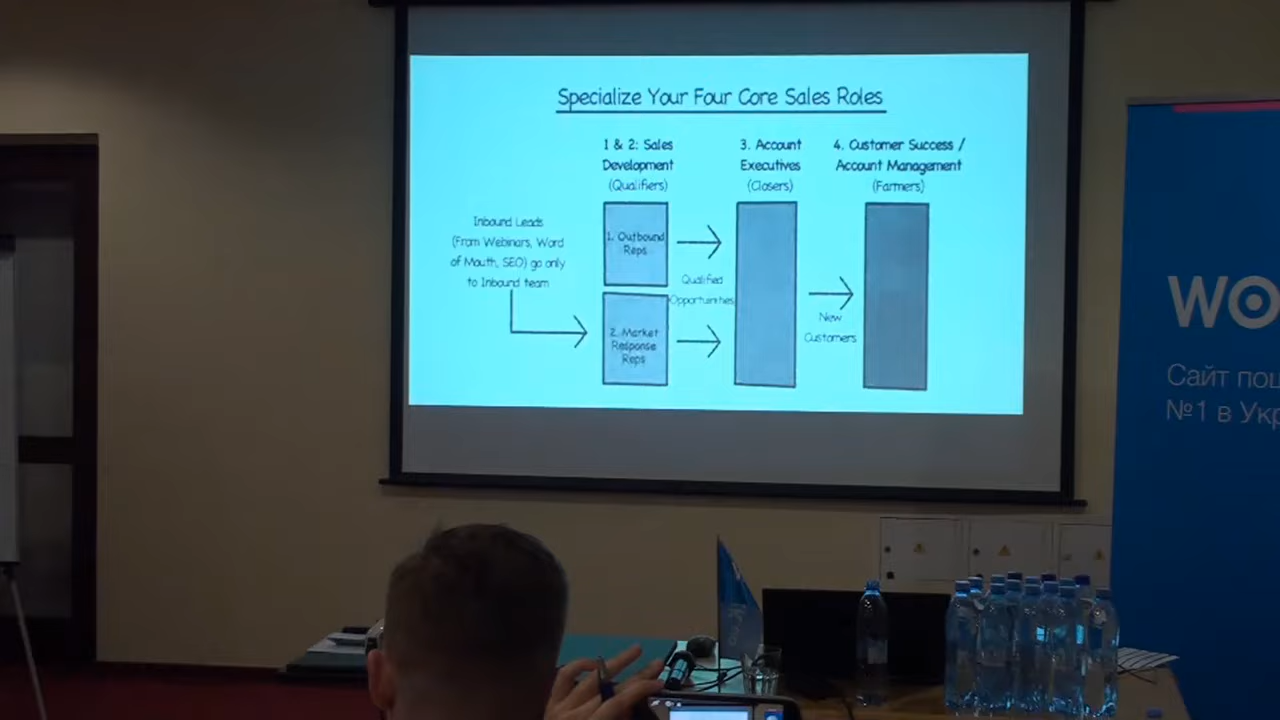 Specialize Your Four Core Sales Roles
1 & 2: Sales
Development
(Qualifiers)
3. Account
Executives
(Closers)
4. Customer Success /
Account Management
(Farmers)
Inbound Leads
(From Webinars, Word
of Mouth, SEO) go only
to Inbound team
1. Outbound
Reps
2. Market
Response
Reps
Qualified
Opportunities
New
Customers
WO
Сайт
№1 в